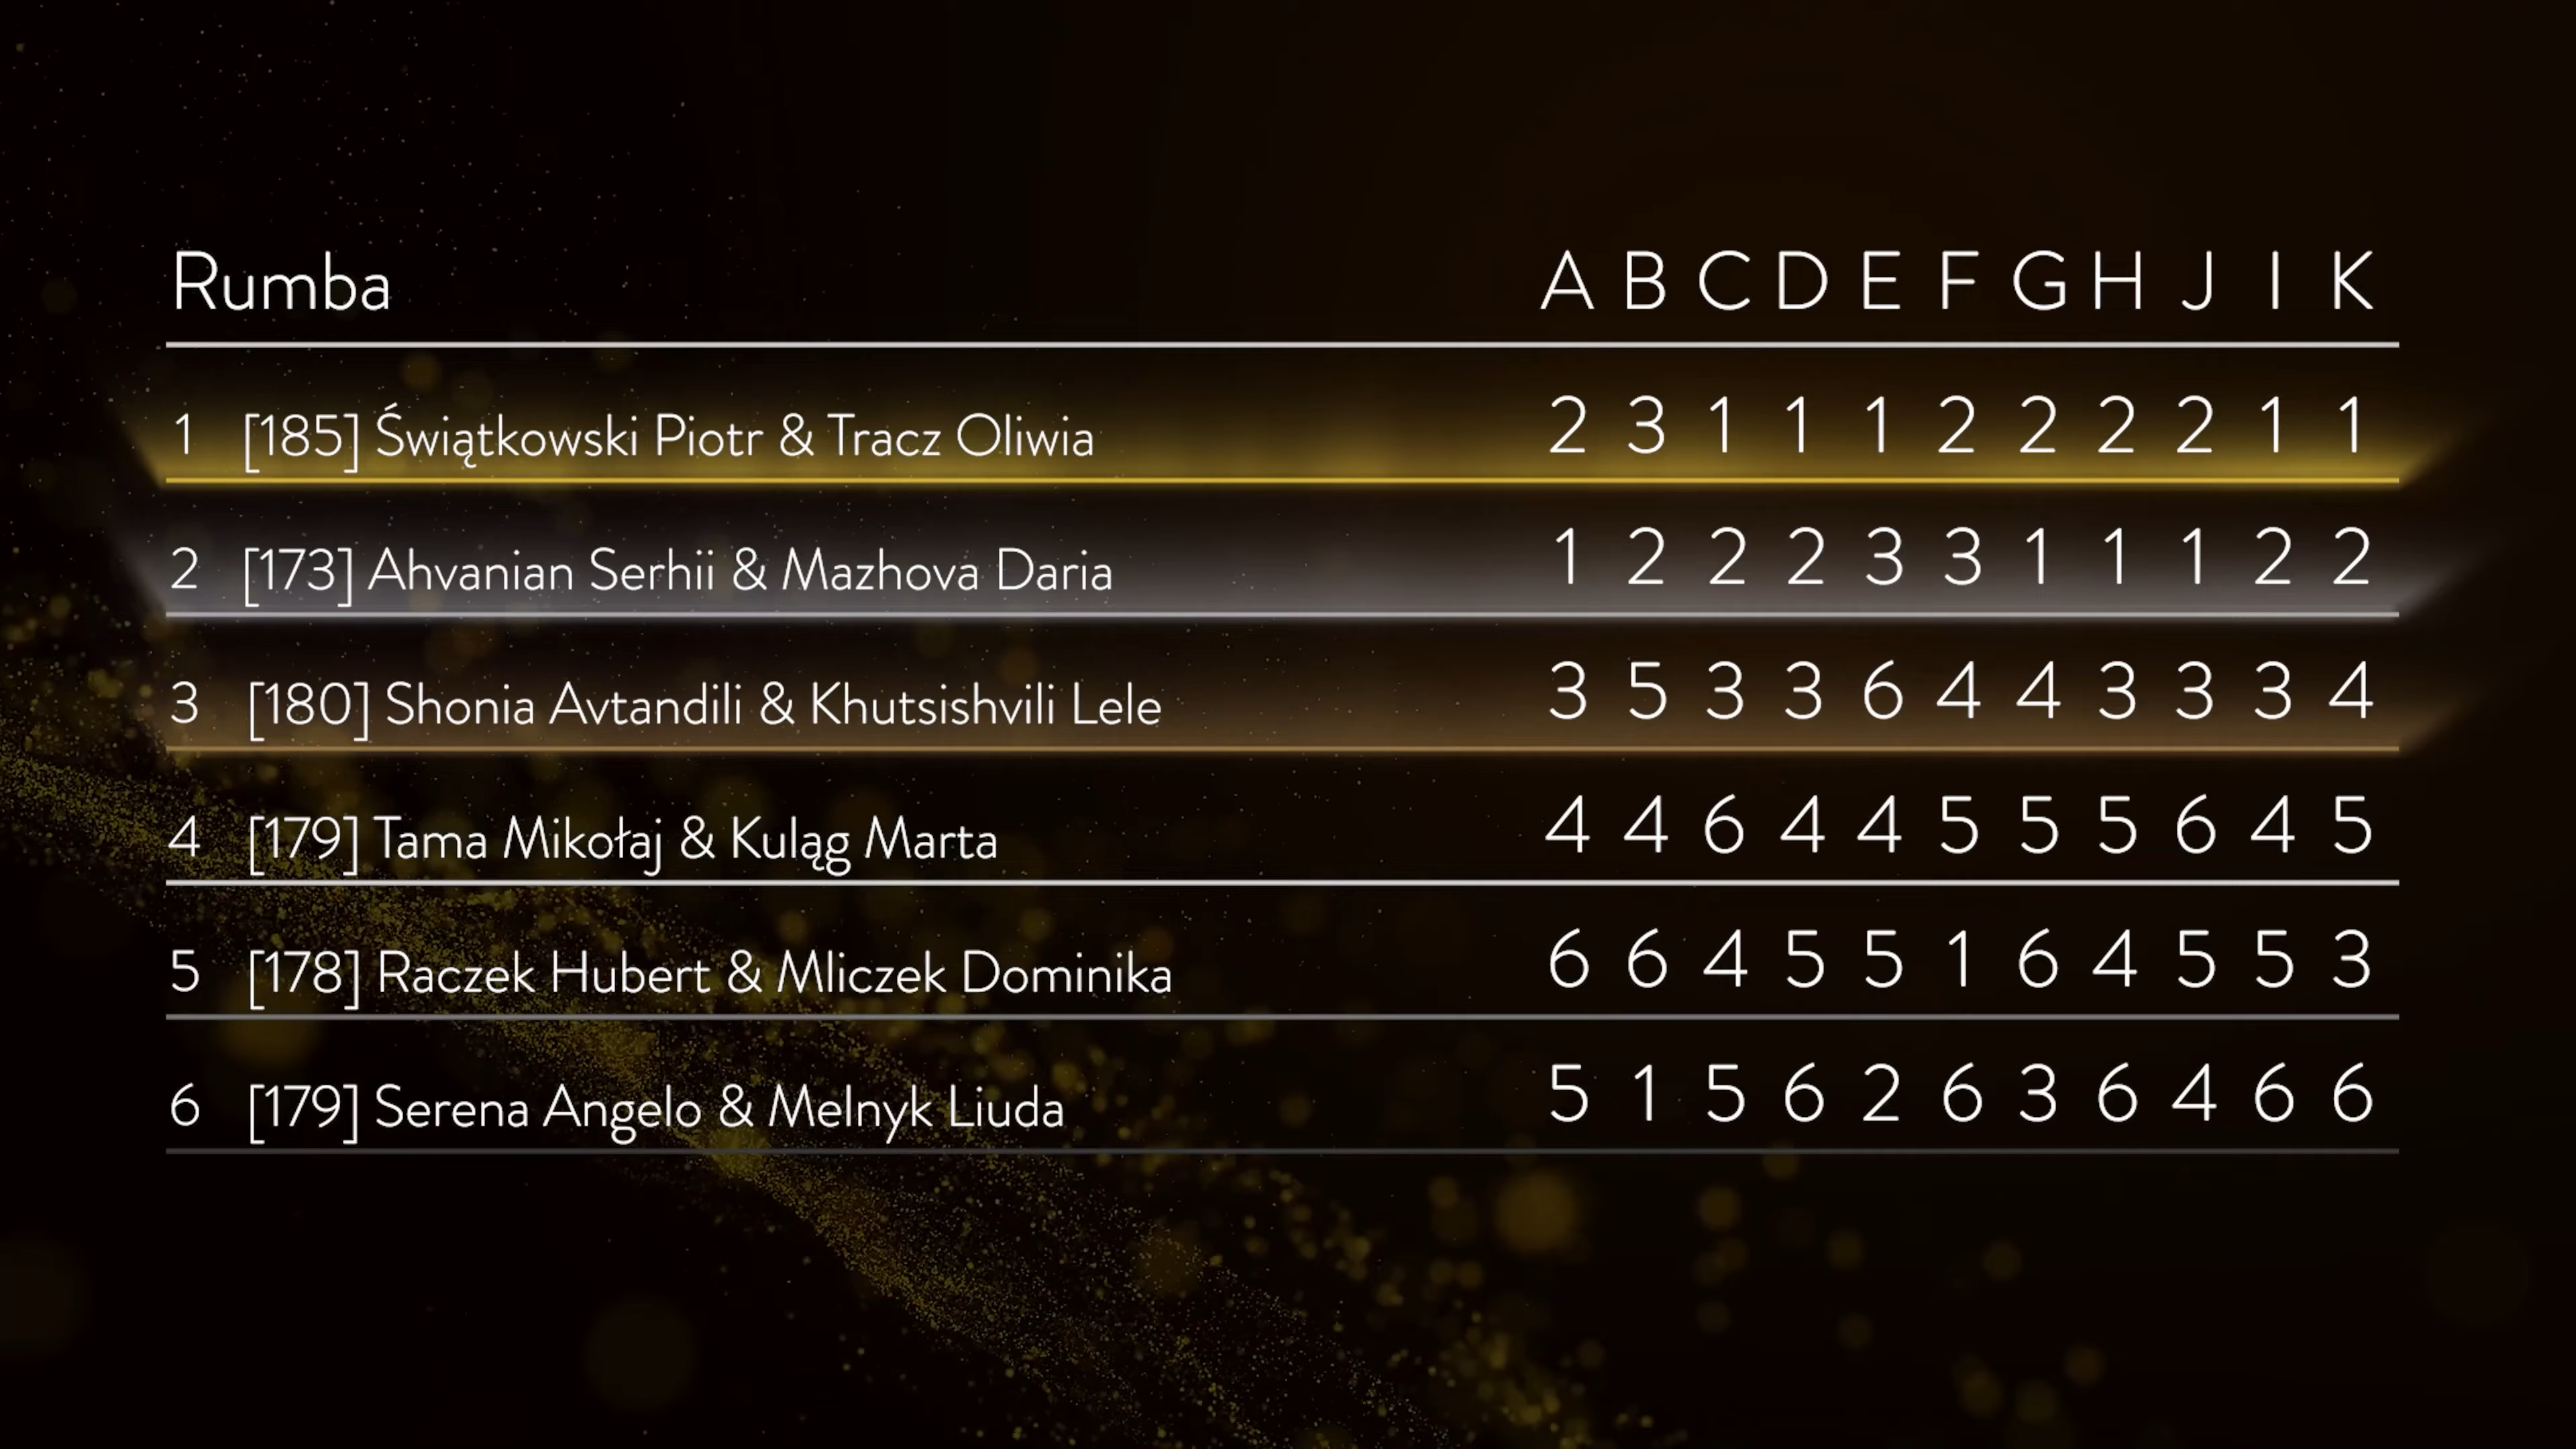 Rumba A B C D E F G H J I K
1 [185] Świątkowski Piotr & Tracz Oliwia 2 3 1 1 1 2 2 2 2 1 1
2 [173] Ahvanian Serhii & Mazhova Daria 1 2 2 2 3 3 1 1 1 2 2
3 [180] Shonia Avtandili & Khutsishvili Lele 3 5 3 3 6 4 4 3 3 3 4
4 [179] Tama Mikołaj & Kuląg Marta 4 4 6 4 4 5 5 5 6 4 5
5 [178] Raczek Hubert & Mliczek Dominika 6 6 4 5 5 1 6 4 5 5 3
6 [179] Serena Angelo & Melnyk Liuda 5 1 5 6 2 6 3 6 4 6 6